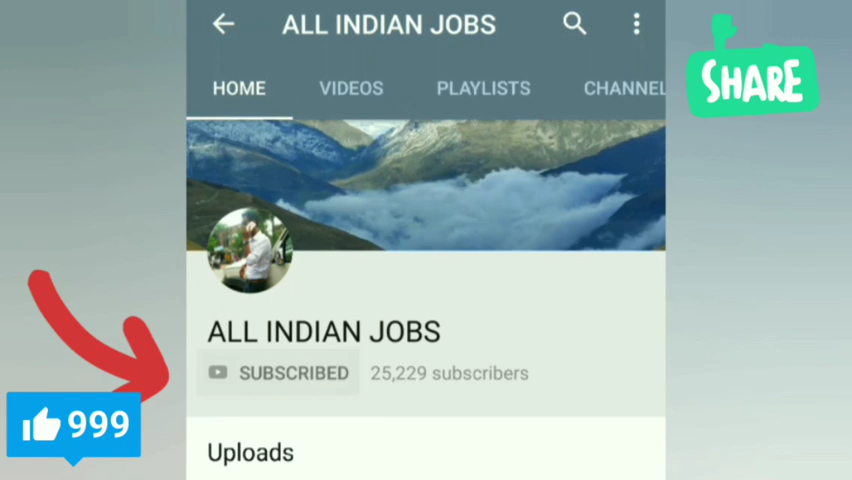 ALL INDIAN JOBS
HOME VIDEOS PLAYLISTS CHANNEL
SHARE
ALL INDIAN JOBS
SUBSCRIBED 25,229 subscribers
999
Uploads